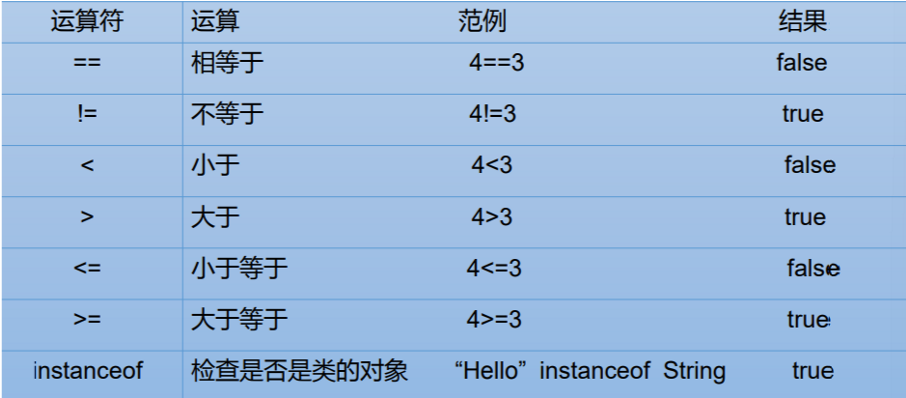 运算符 运算 范例 结果
== 相等于 4==3 false
!= 不等于 4!=3 true
< 小于 4<3 false
> 大于 4>3 true
<= 小于等于 4<=3 false
>= 大于等于 4>=3 true
instanceof 检查是否是类的对象 “Hello” instanceof String true